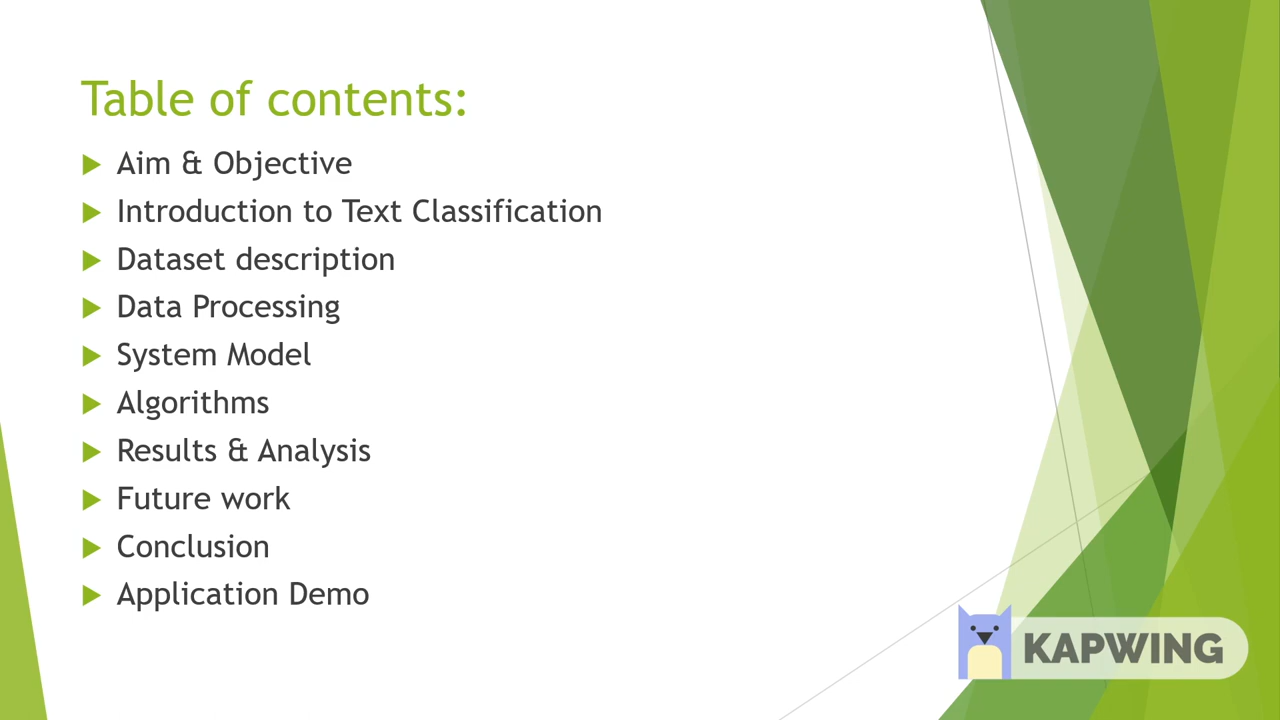 Table of contents:
Aim & Objective
Introduction to Text Classification
Dataset description
Data Processing
System Model
Algorithms
Results & Analysis
Future work
Conclusion
Application Demo
KAPWING